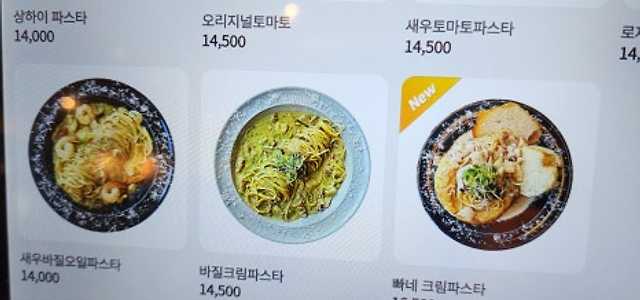 상하이 파스타
14,000
오리지널토마토
14,500
새우토마토파스타
14,500
New
새우바질오일파스타
14,000
바질크림파스타
14,500
빠네 크림파스타